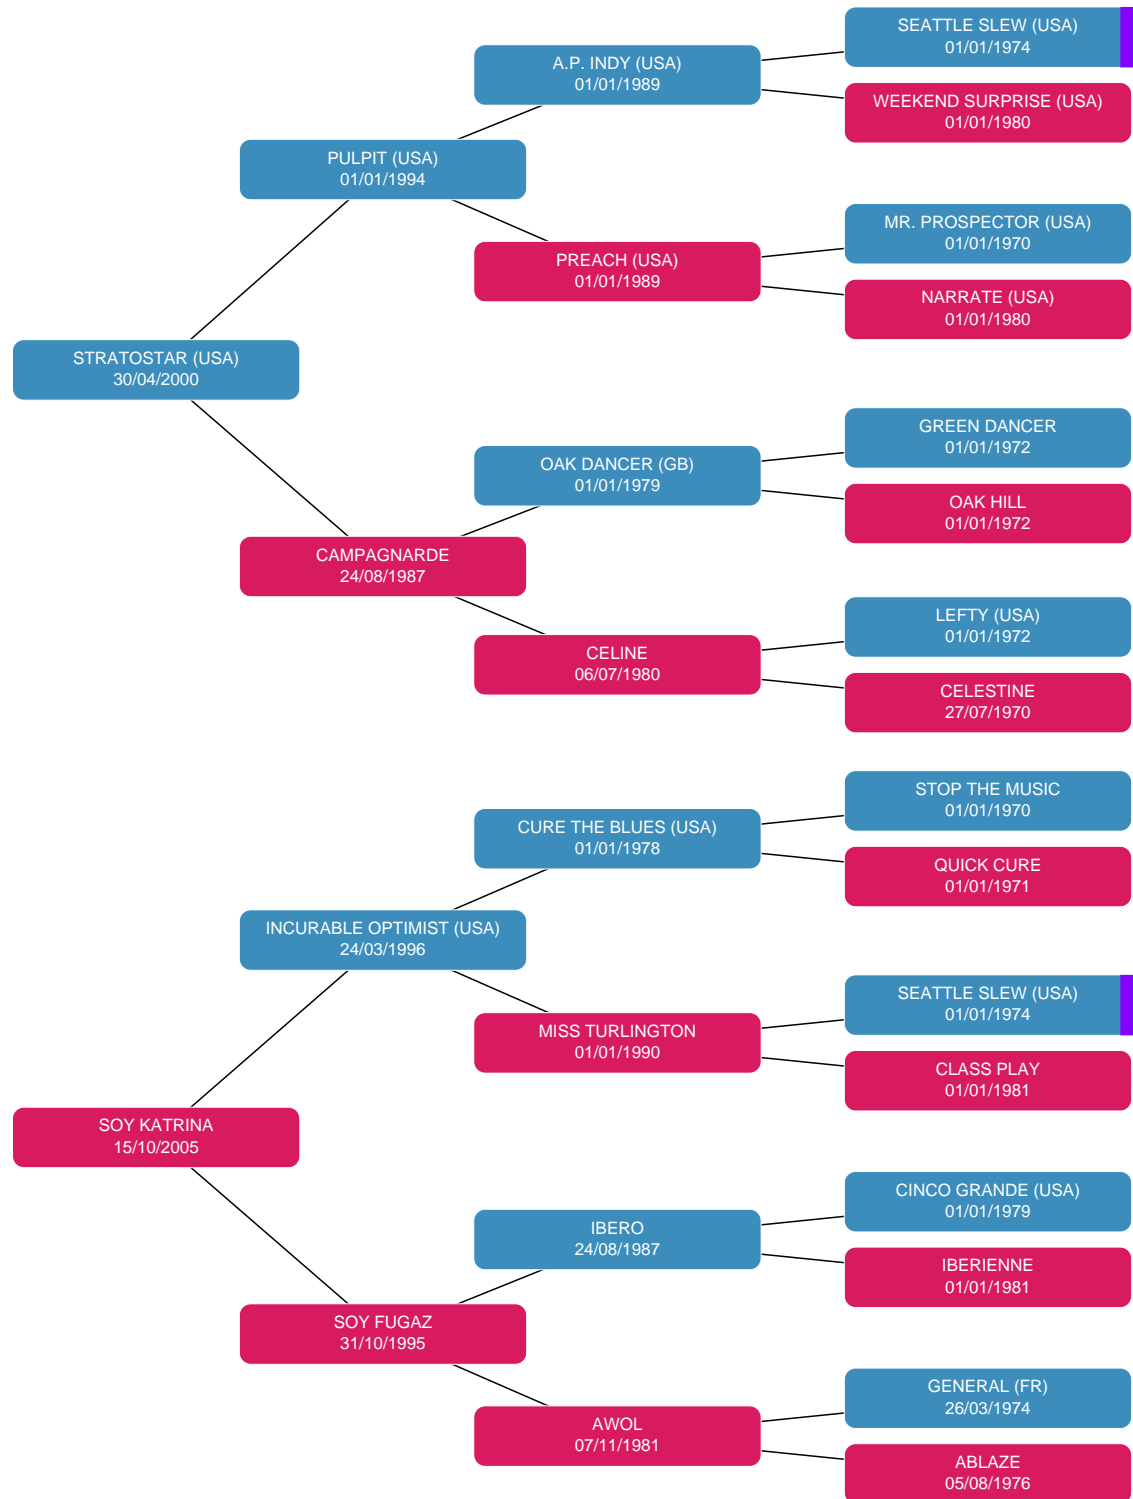 SEATTLE SLEW (USA)
01/01/1974
A.P. INDY (USA)
01/01/1989
WEEKEND SURPRISE (USA)
01/01/1980
PULPIT (USA)
01/01/1994
MR. PROSPECTOR (USA)
01/01/1970
PREACH (USA)
01/01/1989
NARRATE (USA)
01/01/1980
STRATOSTAR (USA)
30/04/2000
GREEN DANCER
01/01/1972
OAK DANCER (GB)
01/01/1979
OAK HILL
01/01/1972
CAMPAGNARDE
24/08/1987
LEFTY (USA)
01/01/1972
CELINE
06/07/1980
CELESTINE
27/07/1970
STOP THE MUSIC
01/01/1970
CURE THE BLUES (USA)
01/01/1978
QUICK CURE
01/01/1971
INCURABLE OPTIMIST (USA)
24/03/1996
SEATTLE SLEW (USA)
01/01/1974
MISS TURLINGTON
01/01/1990
CLASS PLAY
01/01/1981
SOY KATRINA
15/10/2005
CINCO GRANDE (USA)
01/01/1979
IBERO
24/08/1987
IBERIENNE
01/01/1981
SOY FUGAZ
31/10/1995
GENERAL (FR)
26/03/1974
AWOL
07/11/1981
ABLAZE
05/08/1976